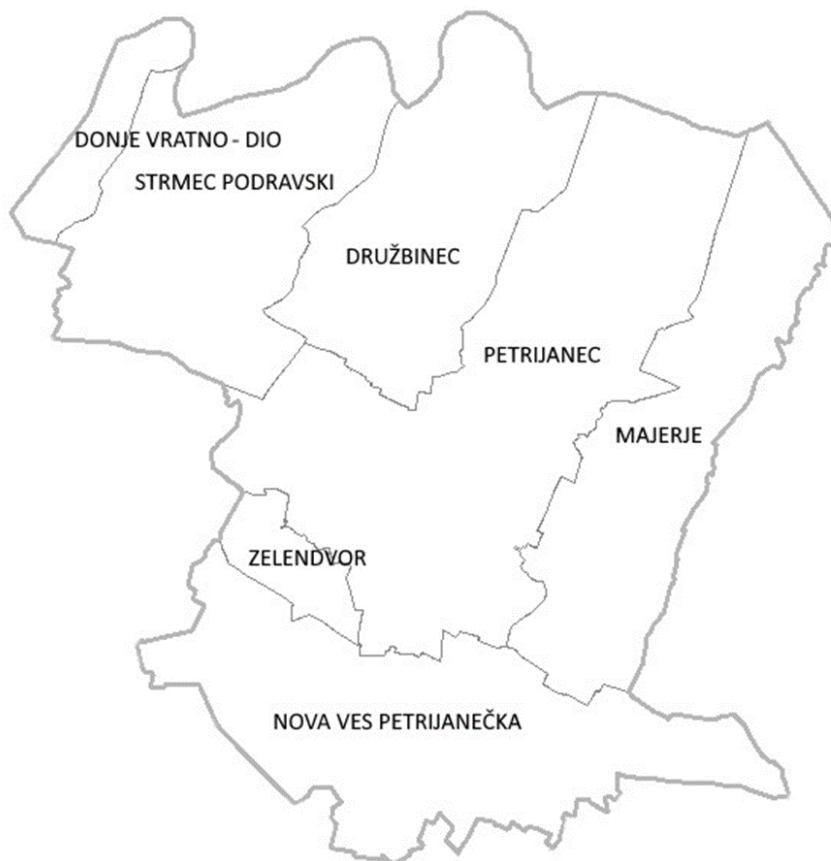 DONJE VRATNO - DIO
STRMEC PODRAVSKI
DRUŽBINEC
PETRIJANEC
MAJERJE
ZELENDVOR
NOVA VES PETRIJANEČKA